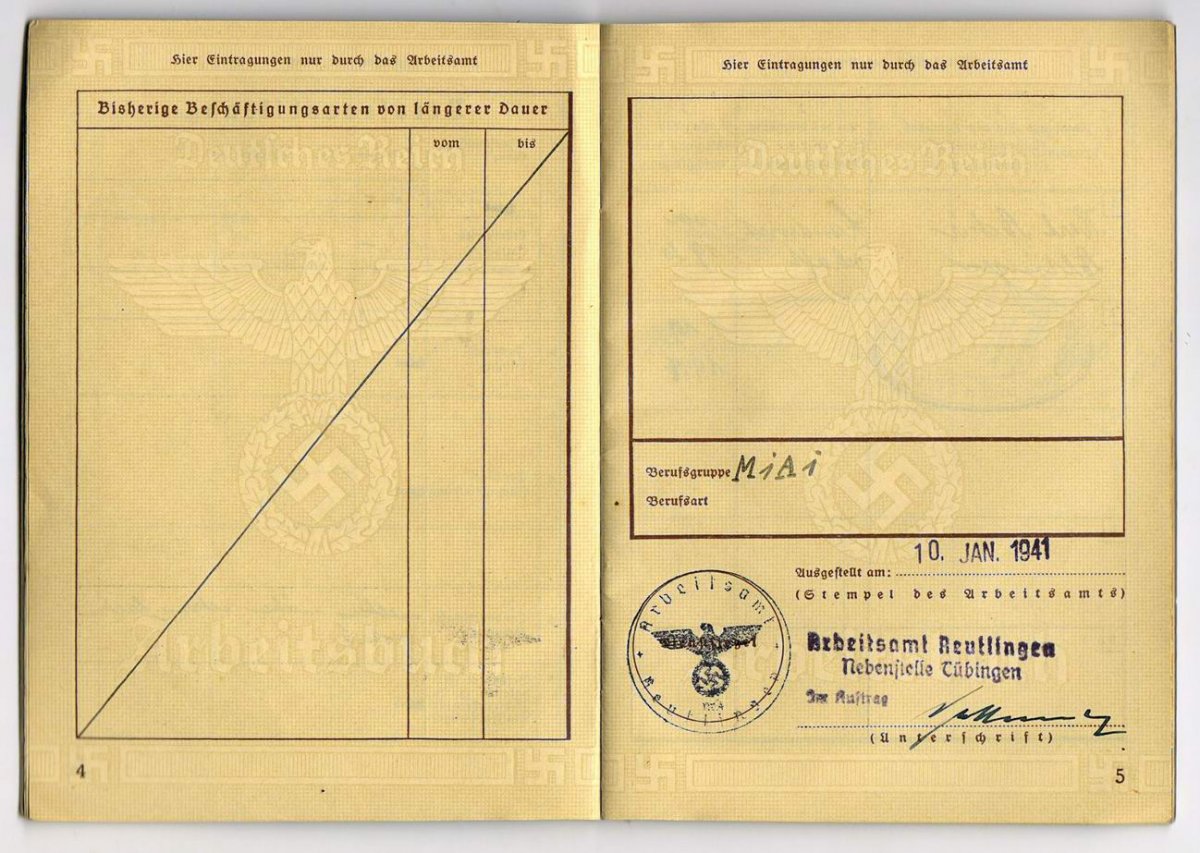 Hier Eintragungen nur durch das Arbeitsamt
Bisherige Beschäftigungsarten von längerer Dauer
vom bis
Deutsches Reich
Arbeitsbuch
4
Hier Eintragungen nur durch das Arbeitsamt
Deutsches Reich
Berufsgruppe MiAi
Berufsart
10. JAN. 1941
Ausgestellt am:
(Stempel des Arbeitsamts)
Arbeitsamt
Reutlingen
Arbeitsamt Reutlingen
Nebenstelle Tübingen
Im Auftrag
(Unterschrift)
5